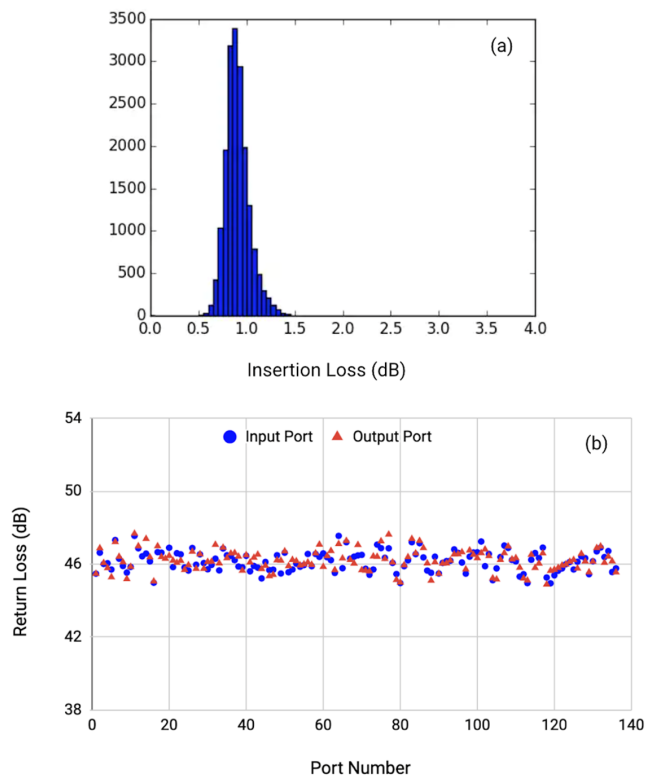 3500
(a)
3000
2500
2000
1500
1000
500
0
0.0 0.5 1.0 1.5 2.0 2.5 3.0 3.5 4.0
Insertion Loss (dB)
54
Input Port Output Port (b)
50
Return Loss (dB)
46
42
38
0 20 40 60 80 100 120 140
Port Number